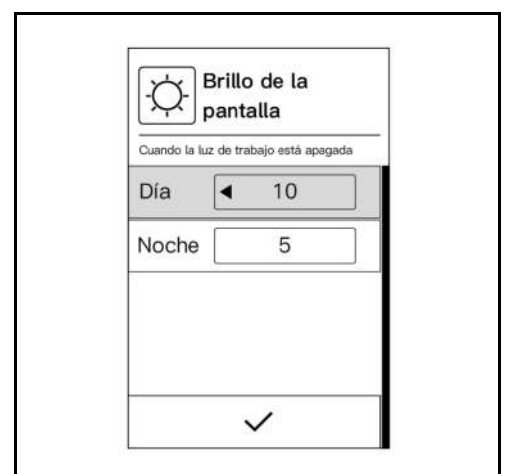 Brillo de la
pantalla
Cuando la luz de trabajo está apagada
Día 10
Noche 5